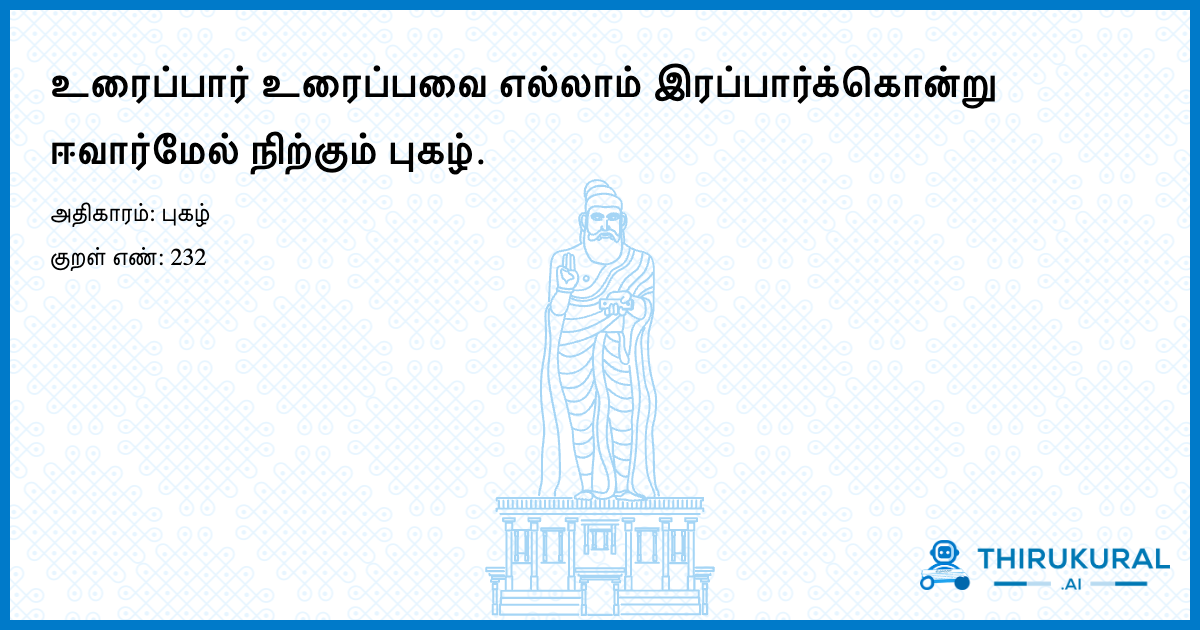 உரைப்பார் உரைப்பவை எல்லாம் இரப்பார்க்கொன்று
ஈவார்மேல் நிற்கும் புகழ்.
அதிகாரம்: புகழ்
குறள் எண்: 232
THIRUKURAL
.AI